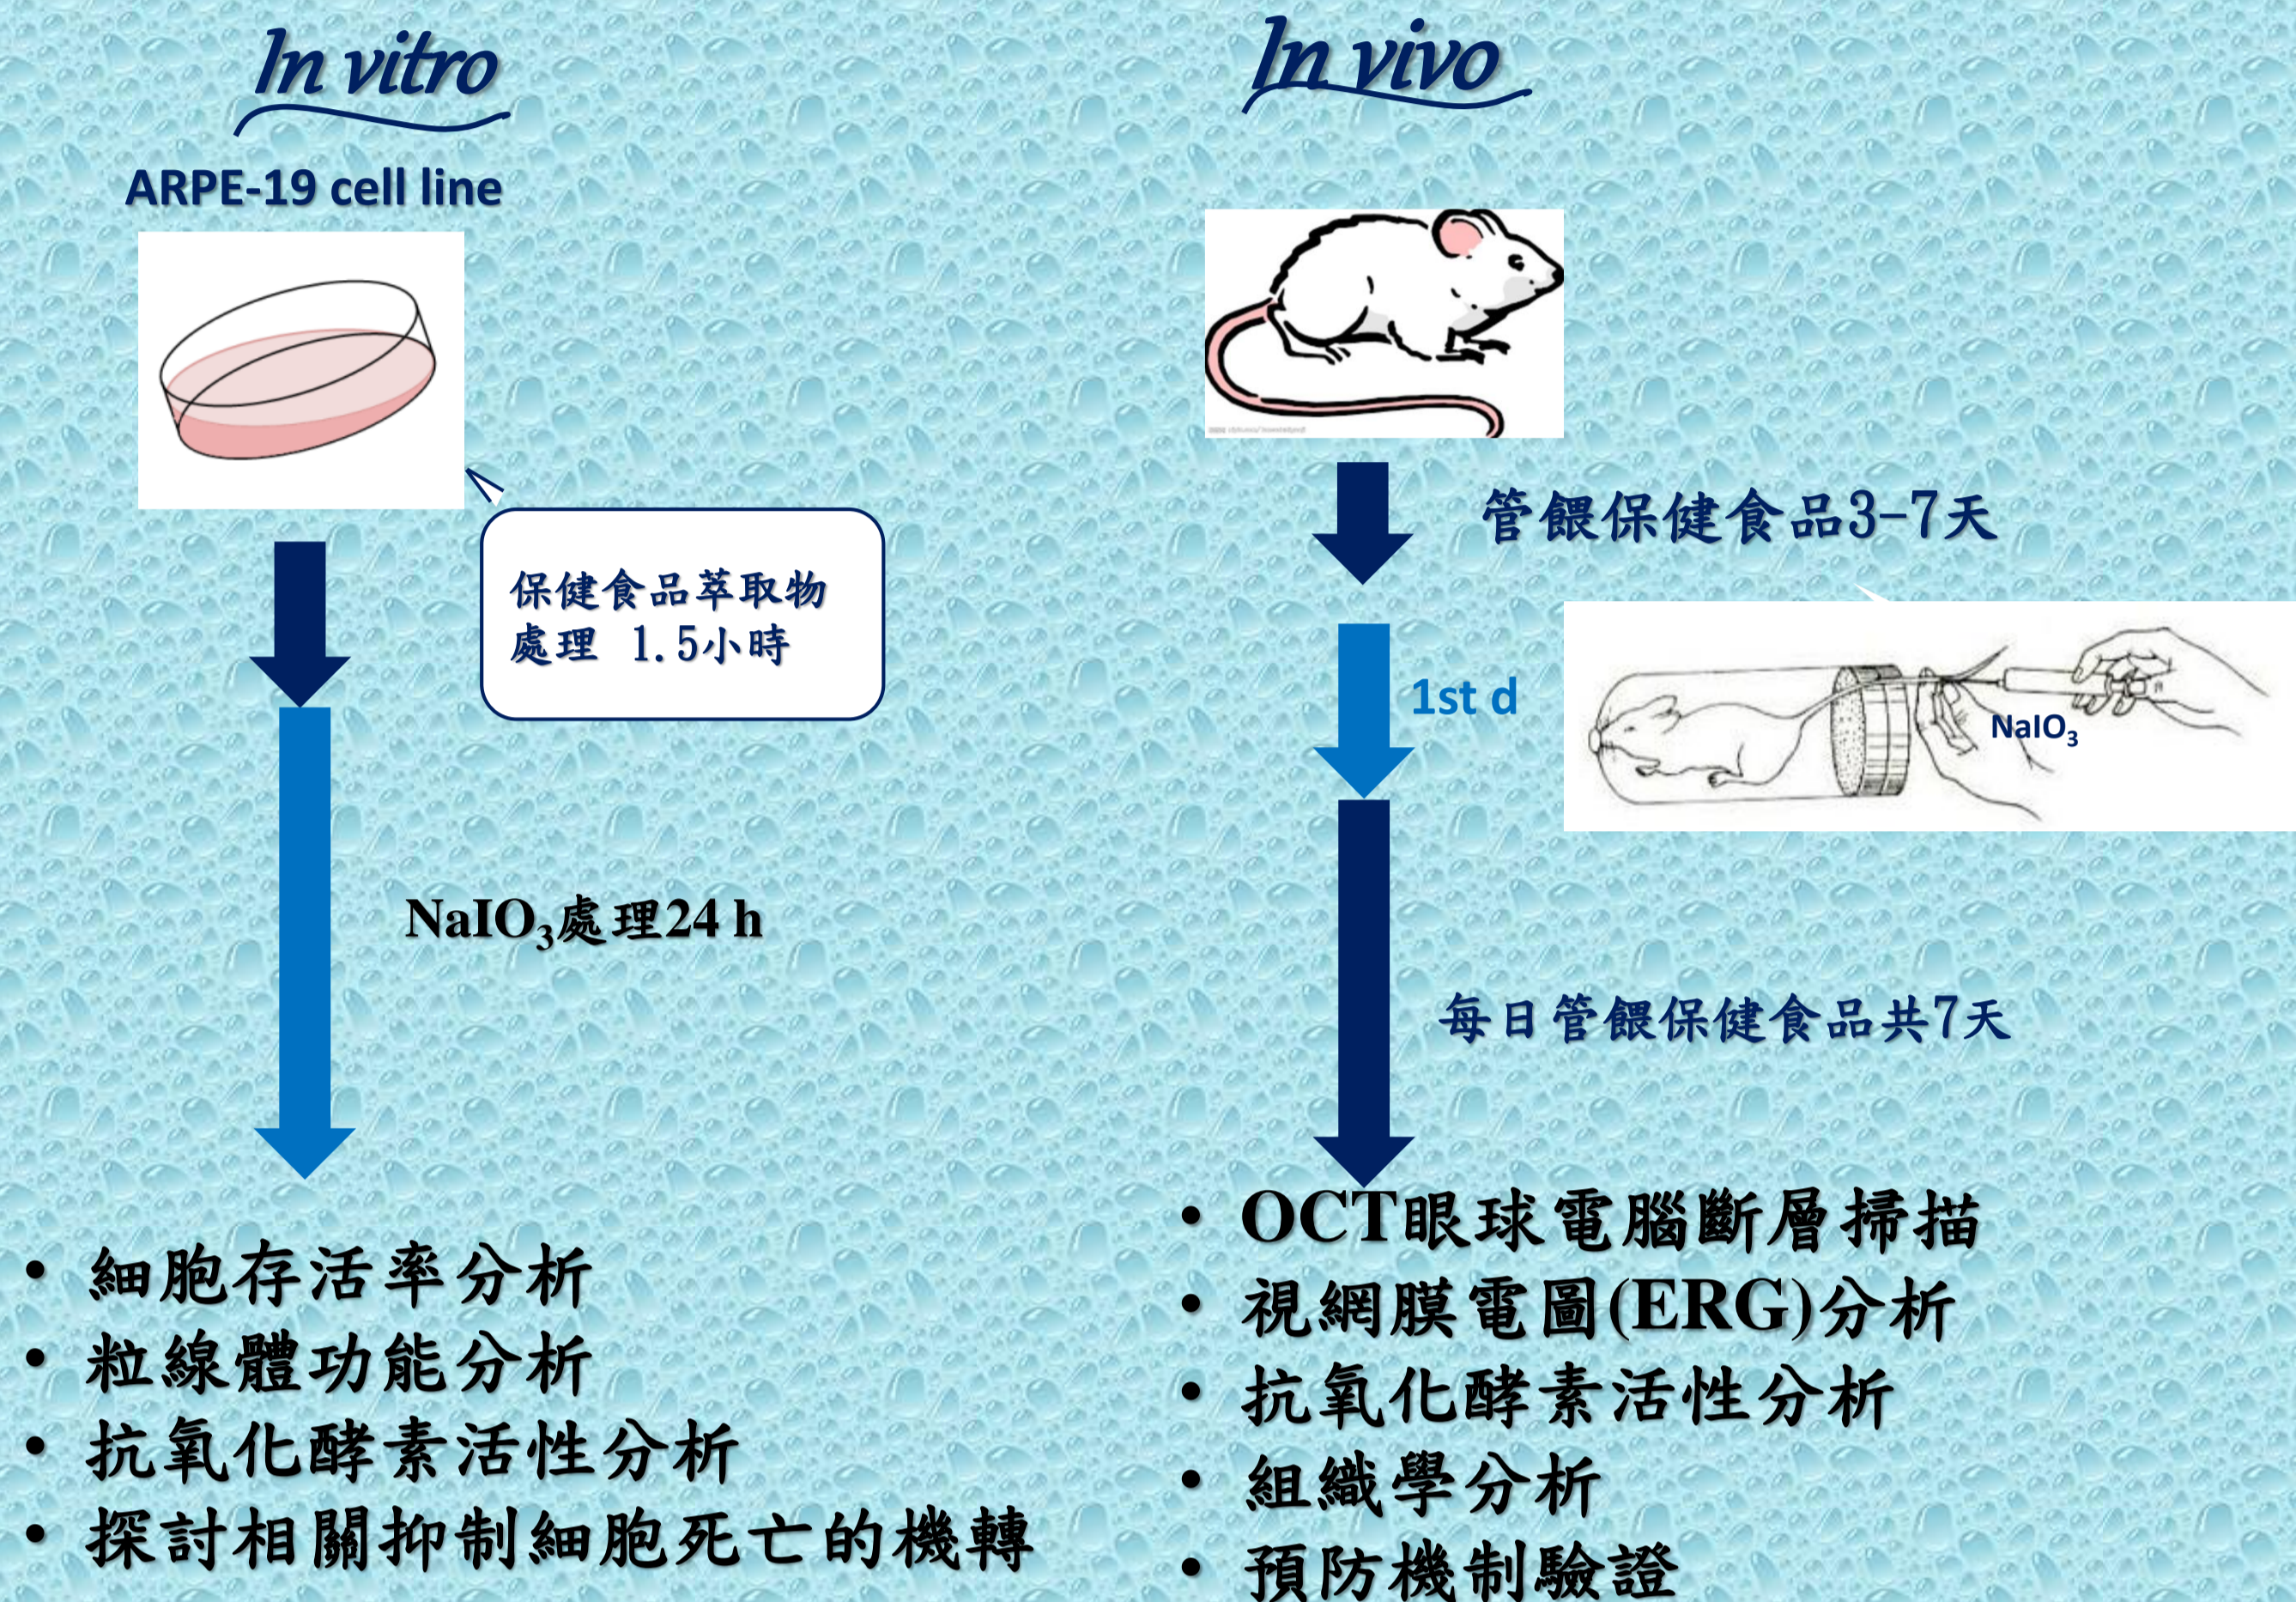 In vitro
ARPE-19 cell line
保健食品萃取物
處理 1.5小時
NaIO₃處理24 h
• 細胞存活率分析
• 粒線體功能分析
• 抗氧化酵素活性分析
• 探討相關抑制細胞死亡的機轉
In vivo
管餵保健食品3-7天
1st d
NaIO₃
每日管餵保健食品共7天
• OCT眼球電腦斷層掃描
• 視網膜電圖(ERG)分析
• 抗氧化酵素活性分析
• 組織學分析
• 預防機制驗證